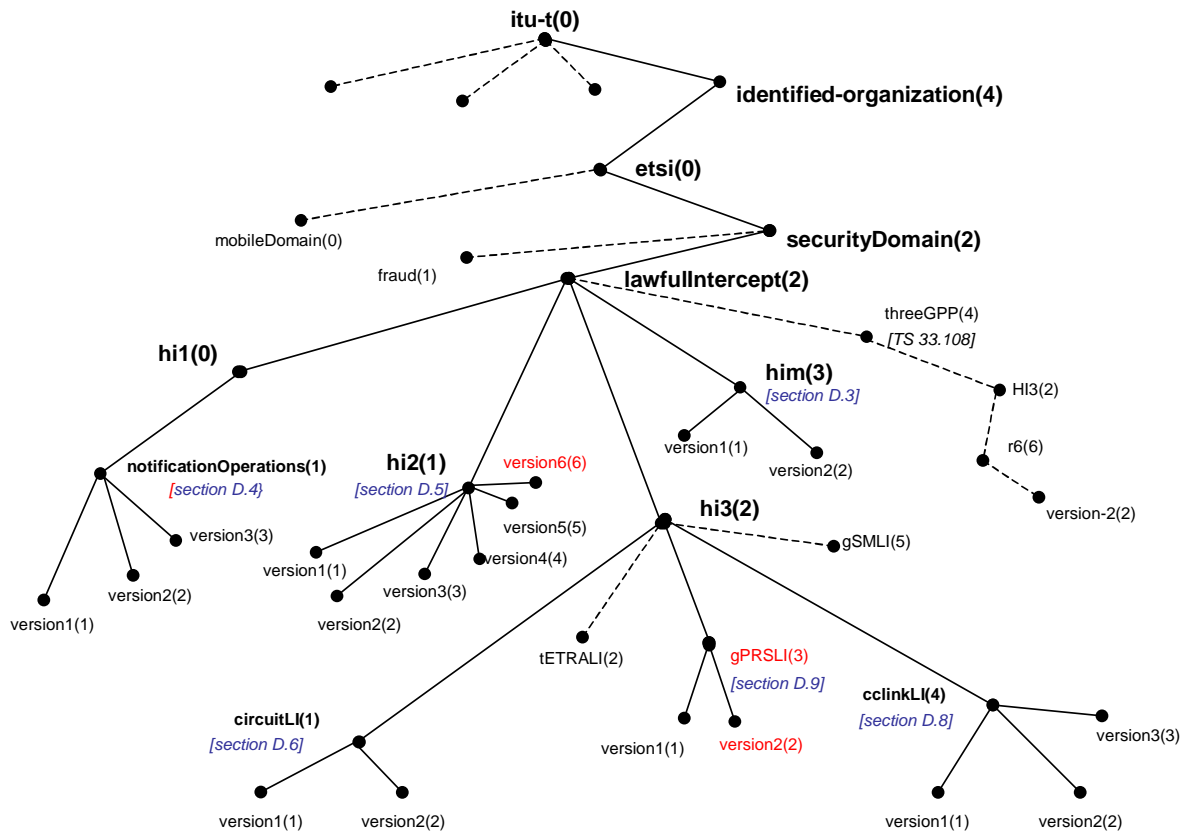 itu-t(0)
identified-organization(4)
etsi(0)
mobileDomain(0)
securityDomain(2)
fraud(1)
lawfulIntercept(2)
threeGPP(4)
[TS 33.108]
hi1(0)
him(3)
[section D.3]
HI3(2)
version1(1)
version2(2)
r6(6)
version-2(2)
notificationOperations(1)
[section D.4}
hi2(1)
[section D.5]
version6(6)
version5(5)
version4(4)
version3(3)
version1(1)
version2(2)
version3(3)
version2(2)
version1(1)
hi3(2)
gSMLI(5)
tETRALI(2)
gPRSLI(3)
[section D.9]
version1(1)
version2(2)
cclinkLI(4)
[section D.8]
version3(3)
circuitLI(1)
[section D.6]
version1(1)
version2(2)
version1(1)
version2(2)